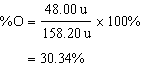 %O = 48.00 u / 158.20 u x 100%
= 30.34%